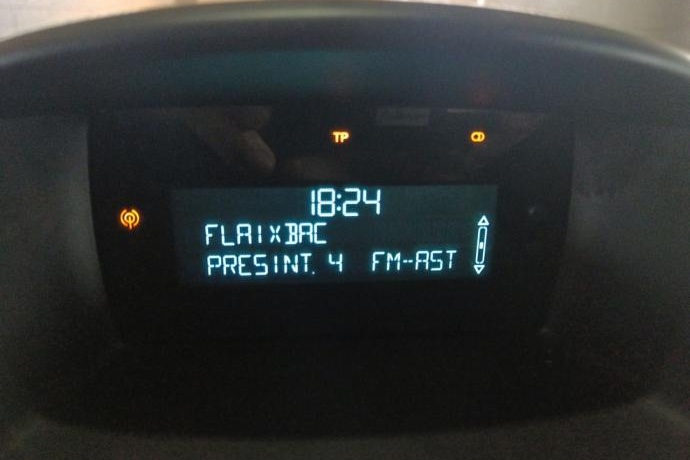 TP
18:24
FLAIXBAC
PRESINT. 4 FM-AST